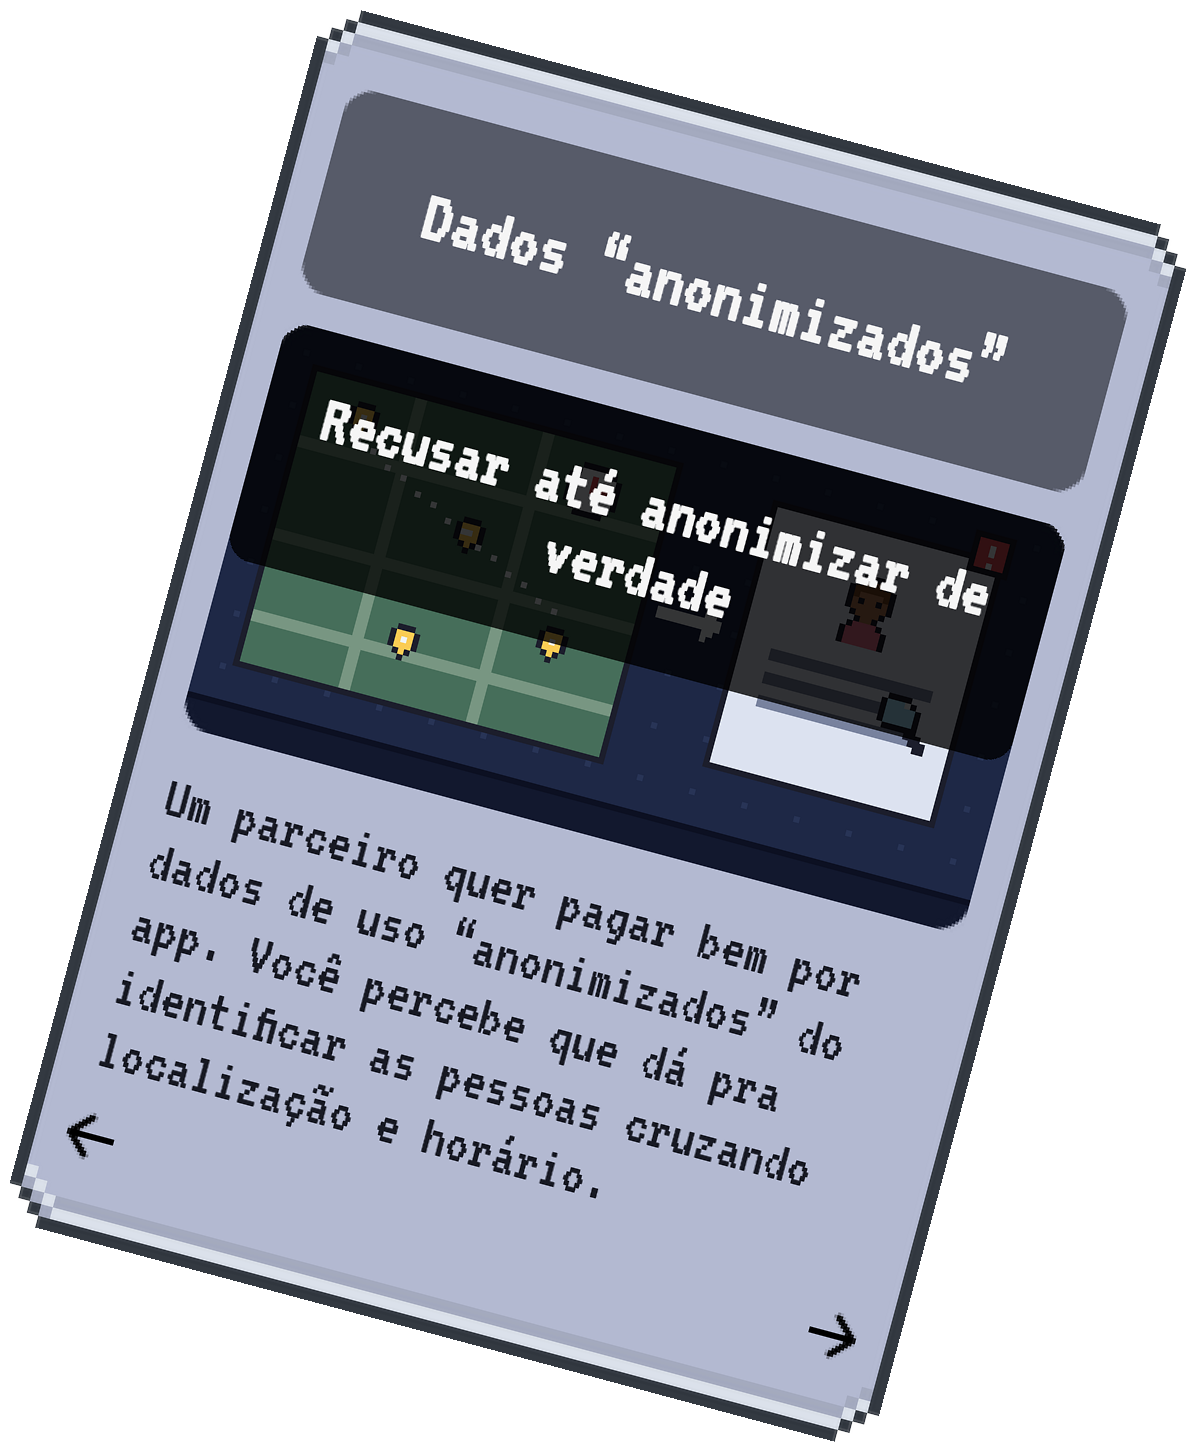 Dados “anonimizados”
Recusar até anonimizar de
verdade
Um parceiro quer pagar bem por
dados de uso “anonimizados” do
app. Você percebe que dá pra
identificar as pessoas cruzando
localização e horário.